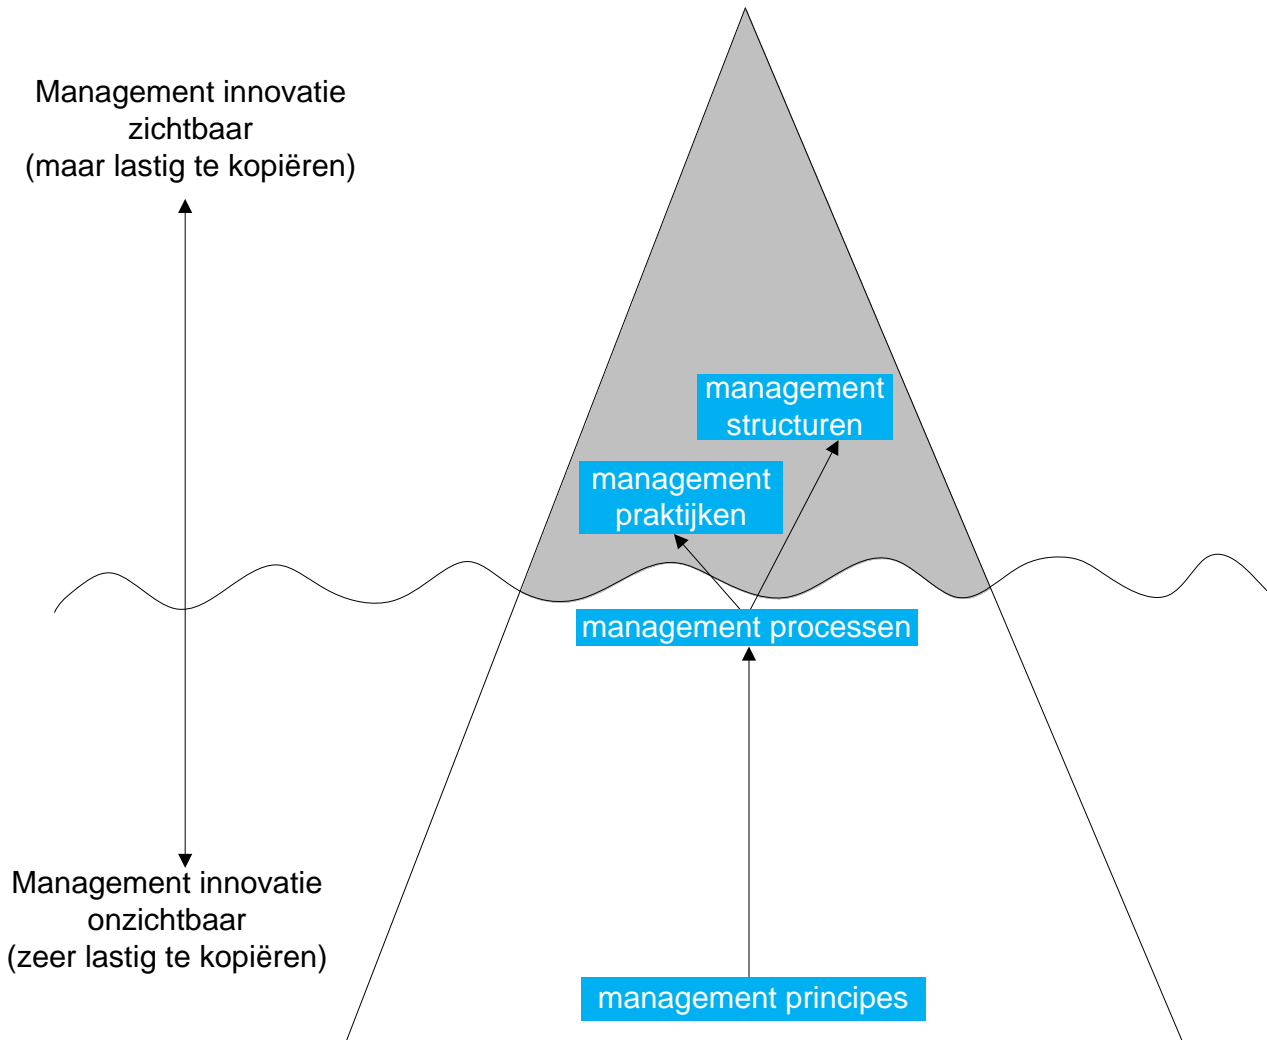 Management innovatie
zichtbaar
(maar lastig te kopiëren)
management
structuren
management
praktijken
management processen
Management innovatie
onzichtbaar
(zeer lastig te kopiëren)
management principes